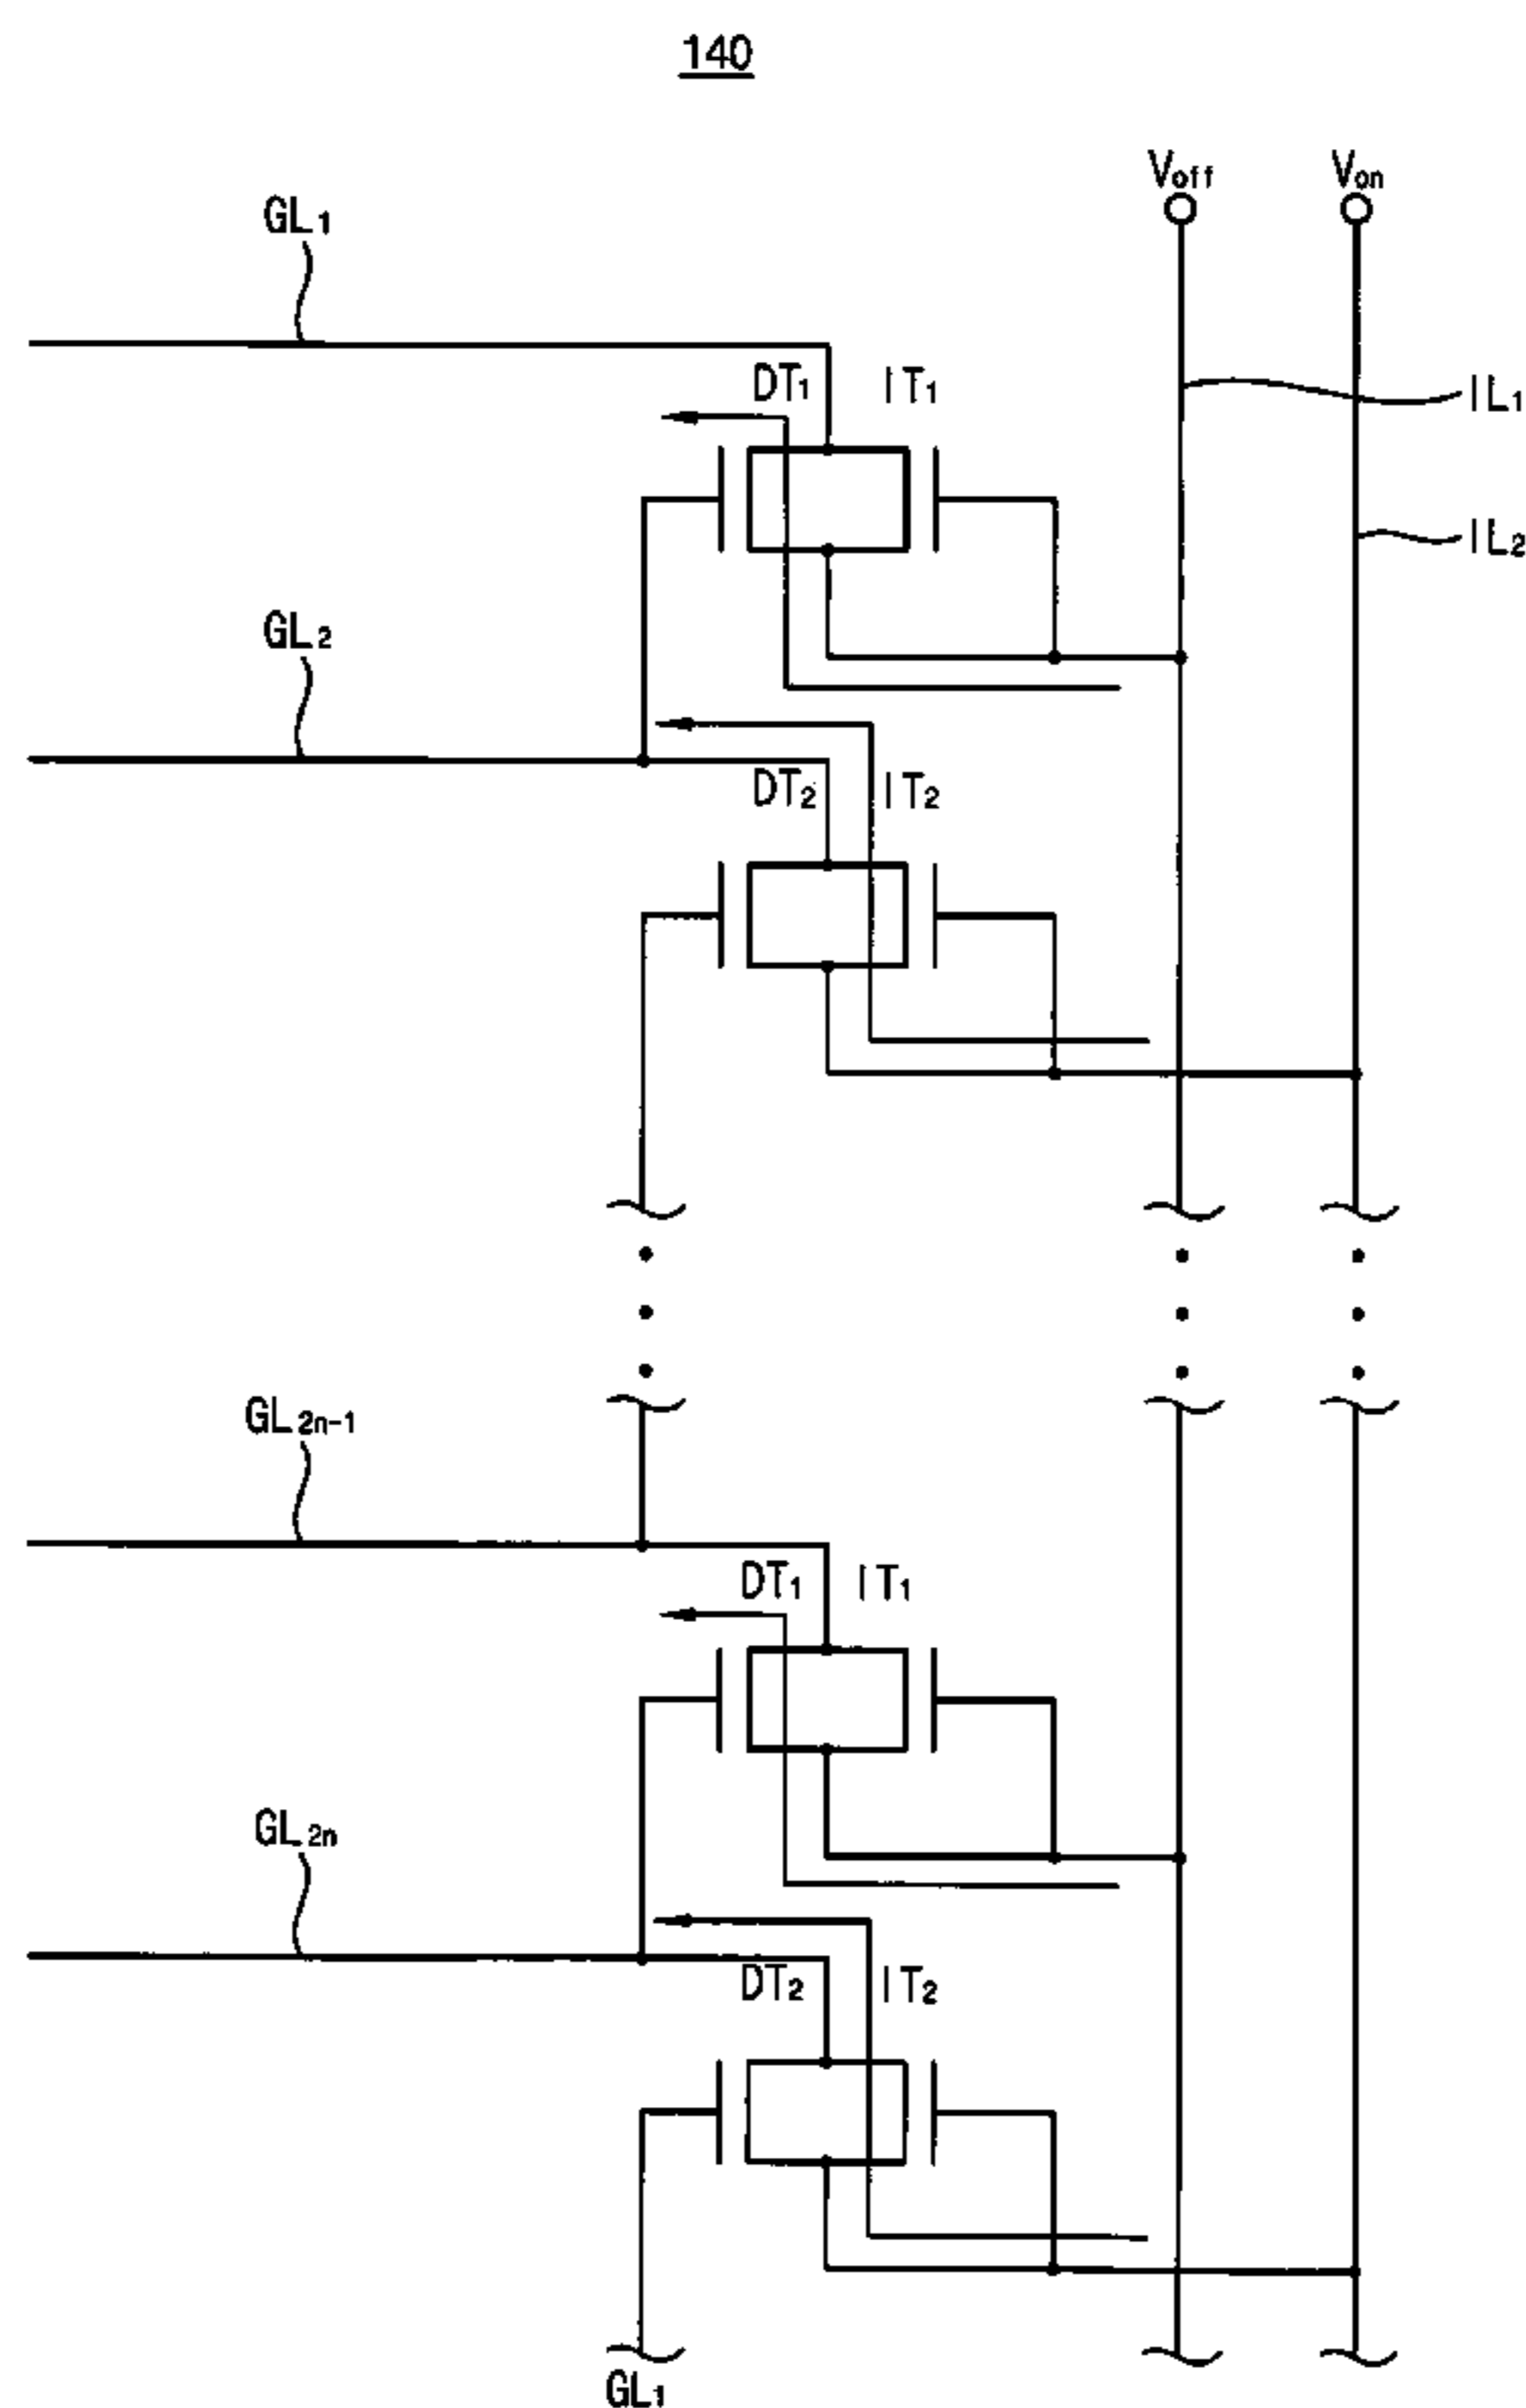 140
Voff Von
GL1
DT1 IT1 IL1
IL2
GL2
DT2 IT2
GL2n-1
DT1 IT1
GL2n
DT2 IT2
GL1